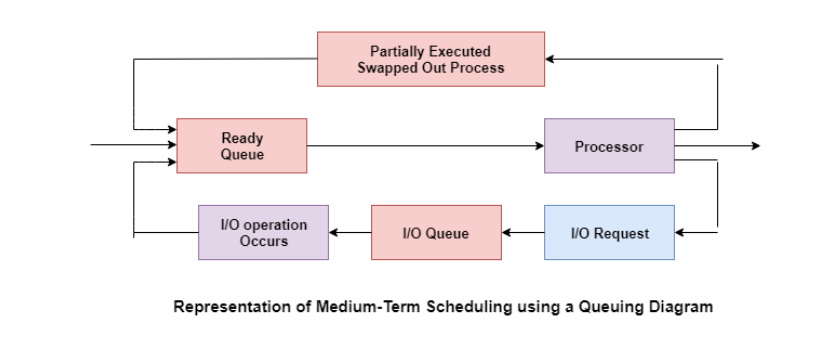 Partially Executed
Swapped Out Process
Ready
Queue
Processor
I/O operation
Occurs
I/O Queue
I/O Request
Representation of Medium-Term Scheduling using a Queuing Diagram